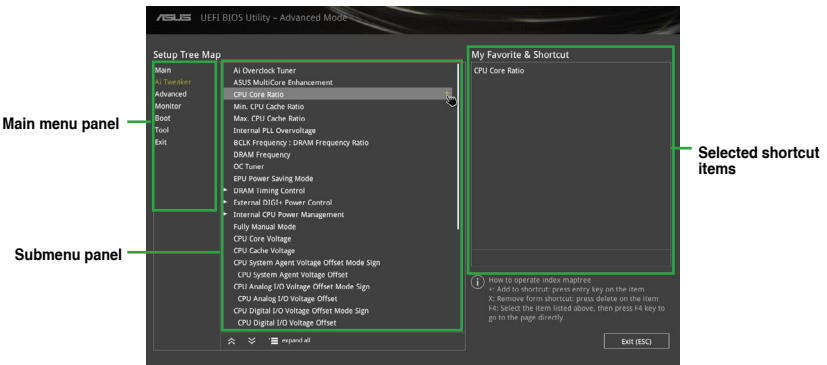 ASUS UEFI BIOS Utility – Advanced Mode
Setup Tree Map
My Favorite & Shortcut
Main
Ai Tweaker
Advanced
Monitor
Boot
Tool
Exit
Ai Overclock Tuner
ASUS MultiCore Enhancement
CPU Core Ratio
Min. CPU Cache Ratio
Max. CPU Cache Ratio
Internal PLL Overvoltage
BCLK Frequency : DRAM Frequency Ratio
DRAM Frequency
OC Tuner
EPU Power Saving Mode
DRAM Timing Control
External DIGI+ Power Control
Internal CPU Power Management
Fully Manual Mode
CPU Core Voltage
CPU Cache Voltage
CPU System Agent Voltage Offset Mode Sign
CPU System Agent Voltage Offset
CPU Analog I/O Voltage Offset Mode Sign
CPU Analog I/O Voltage Offset
CPU Digital I/O Voltage Offset Mode Sign
CPU Digital I/O Voltage Offset
expand all
CPU Core Ratio
How to operate index maptree
+: Add to shortcut: press entry key on the item
X: Remove form shortcut: press delete on the item
F4: Select the item listed above, then press F4 key to
go to the page directly.
Exit (ESC)
Main menu panel
Submenu panel
Selected shortcut
items